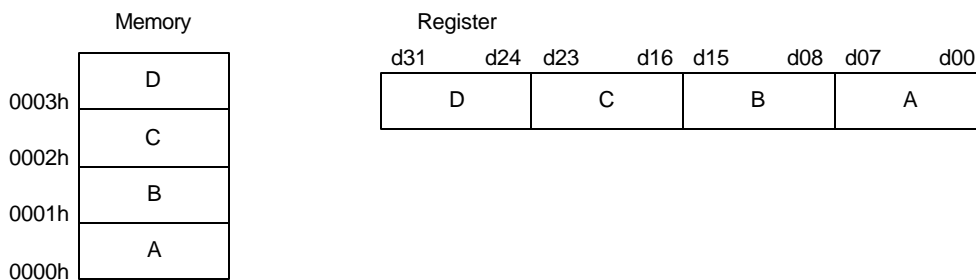 Memory Register
d31 d24 d23 d16 d15 d08 d07 d00
D
D C B A
0003h
C
0002h
B
0001h
A
0000h